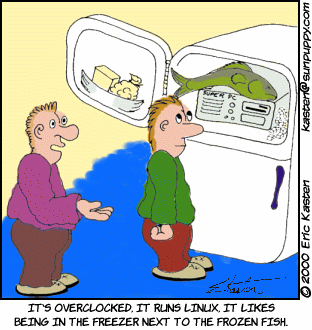 SUPER PC
E Kasten
© 2000 Eric Kasten
kasten@sunpuppy.com
IT'S OVERCLOCKED, IT RUNS LINUX, IT LIKES
BEING IN THE FREEZER NEXT TO THE FROZEN FISH.